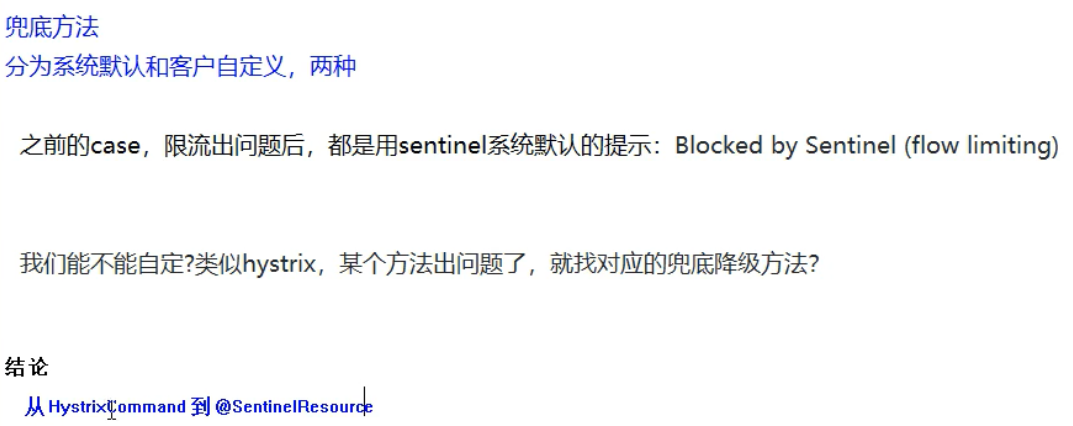 兜底方法
分为系统默认和客户自定义，两种
之前的case，限流出问题后，都是用sentinel系统默认的提示：Blocked by Sentinel (flow limiting)
我们能不能自定?类似hystrix，某个方法出问题了，就找对应的兜底降级方法?
结论
从 HystrixCommand 到 @SentinelResource